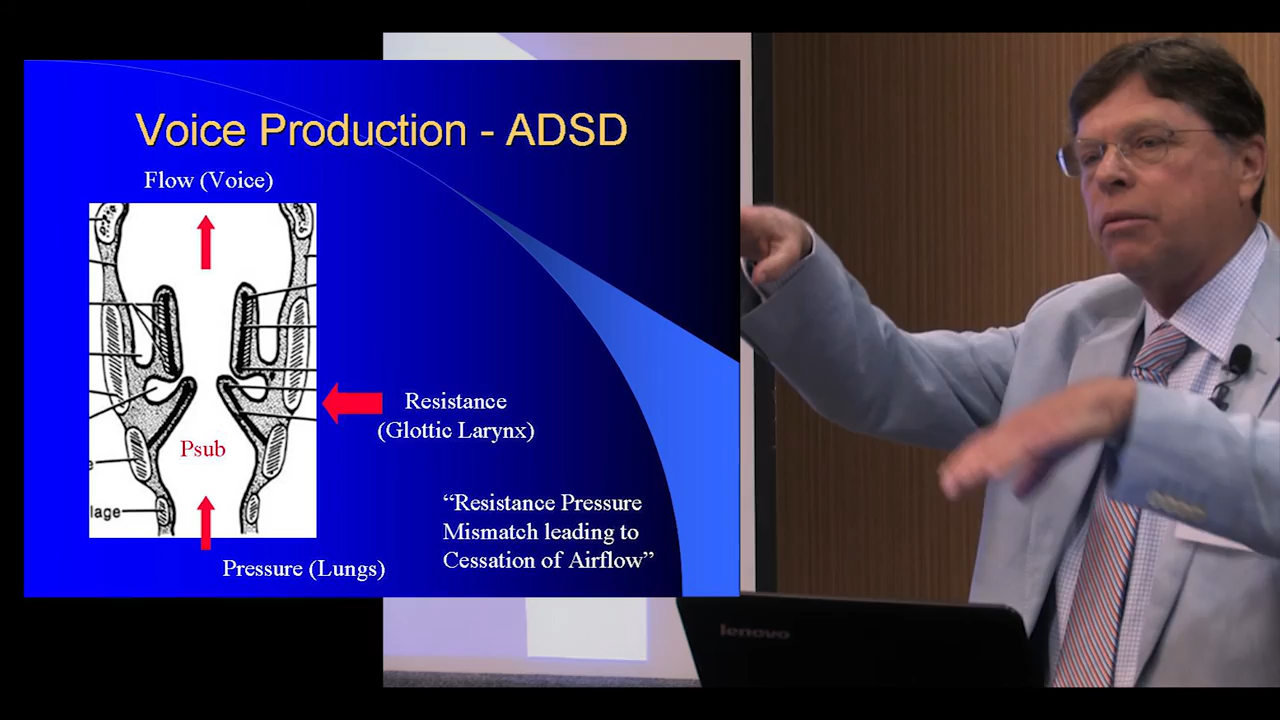 Voice Production - ADSD
Flow (Voice)
Resistance
(Glottic Larynx)
Psub
lage
"Resistance Pressure
Mismatch leading to
Cessation of Airflow"
Pressure (Lungs)
lenovo